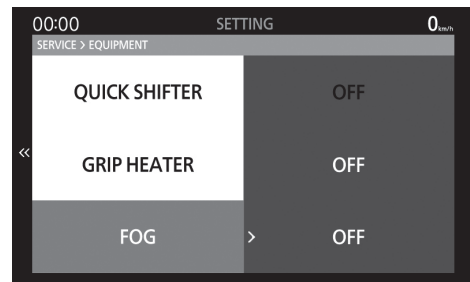 00:00 SETTING 0km/h
SERVICE > EQUIPMENT
QUICK SHIFTER OFF
« GRIP HEATER OFF
FOG > OFF